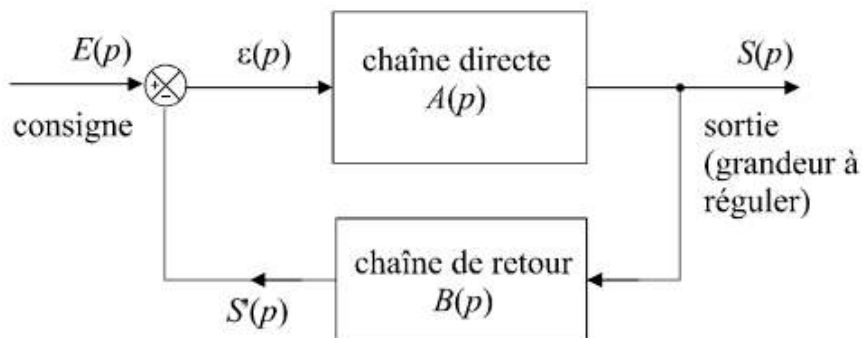 E(p)
ε(p)
chaîne directe
A(p)
S(p)
+
-
consigne
sortie
(grandeur à
réguler)
chaîne de retour
B(p)
S'(p)